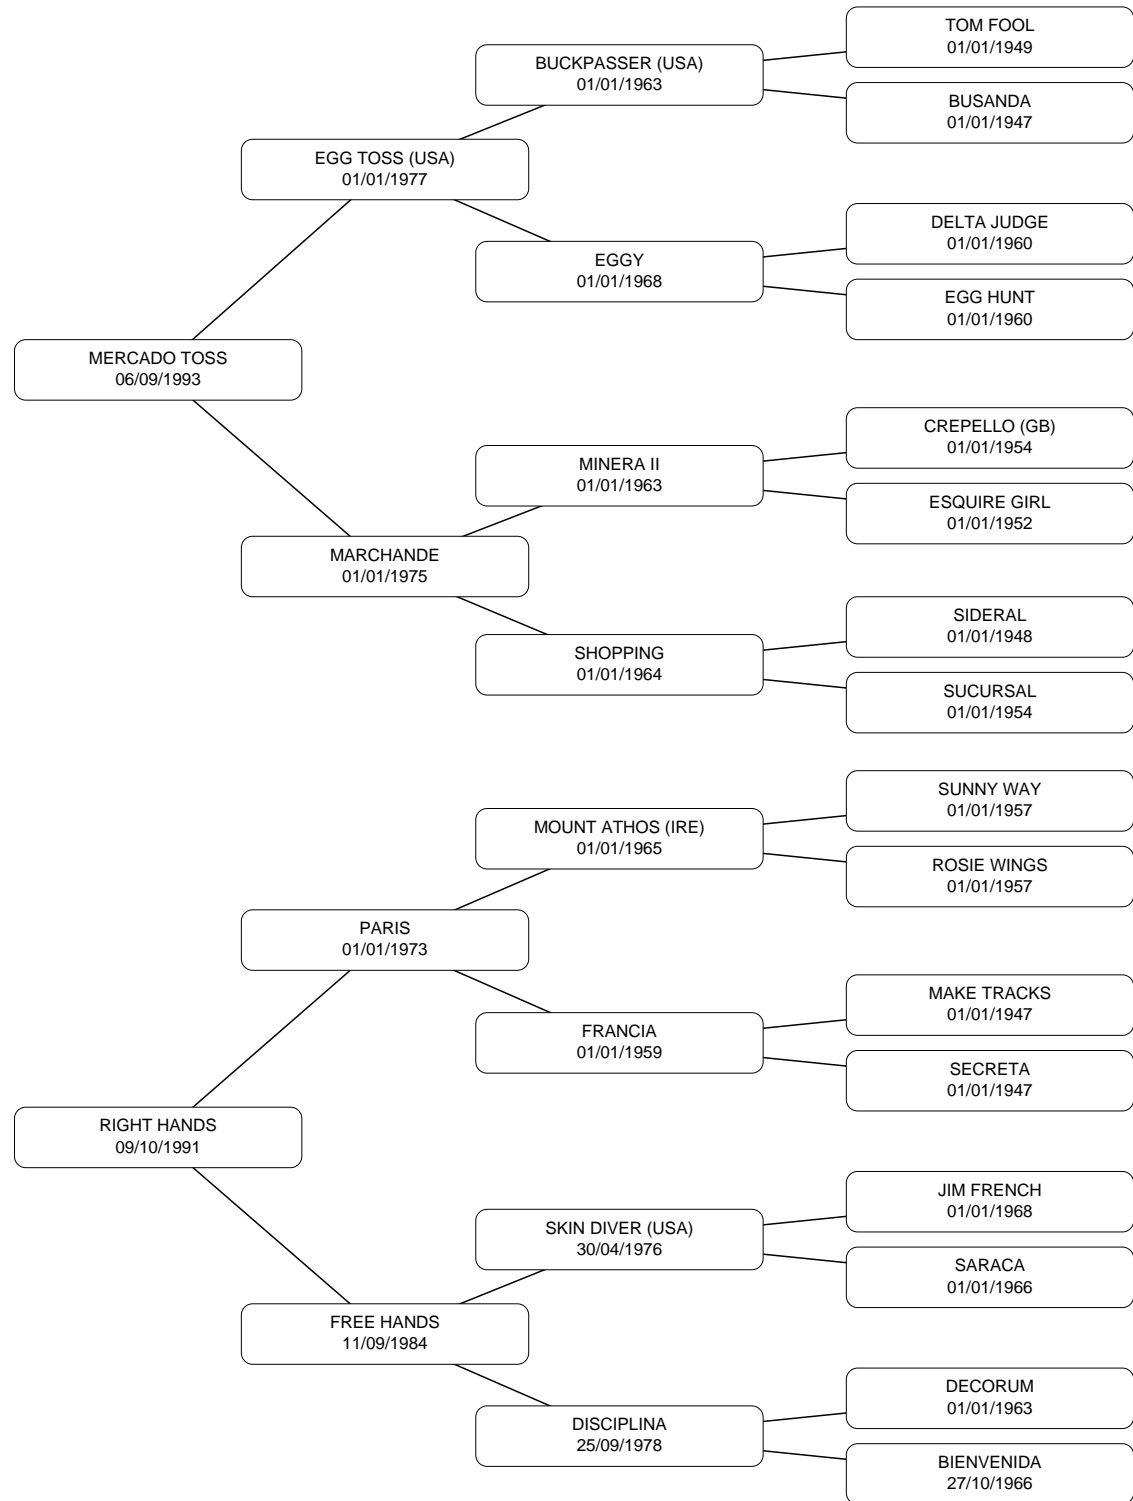 TOM FOOL
01/01/1949
BUCKPASSER (USA)
01/01/1963
BUSANDA
01/01/1947
EGG TOSS (USA)
01/01/1977
DELTA JUDGE
01/01/1960
EGGY
01/01/1968
EGG HUNT
01/01/1960
MERCADO TOSS
06/09/1993
CREPELLO (GB)
01/01/1954
MINERA II
01/01/1963
ESQUIRE GIRL
01/01/1952
MARCHANDE
01/01/1975
SIDERAL
01/01/1948
SHOPPING
01/01/1964
SUCURSAL
01/01/1954
SUNNY WAY
01/01/1957
MOUNT ATHOS (IRE)
01/01/1965
ROSIE WINGS
01/01/1957
PARIS
01/01/1973
MAKE TRACKS
01/01/1947
FRANCIA
01/01/1959
SECRETA
01/01/1947
RIGHT HANDS
09/10/1991
JIM FRENCH
01/01/1968
SKIN DIVER (USA)
30/04/1976
SARACA
01/01/1966
FREE HANDS
11/09/1984
DECORUM
01/01/1963
DISCIPLINA
25/09/1978
BIENVENIDA
27/10/1966